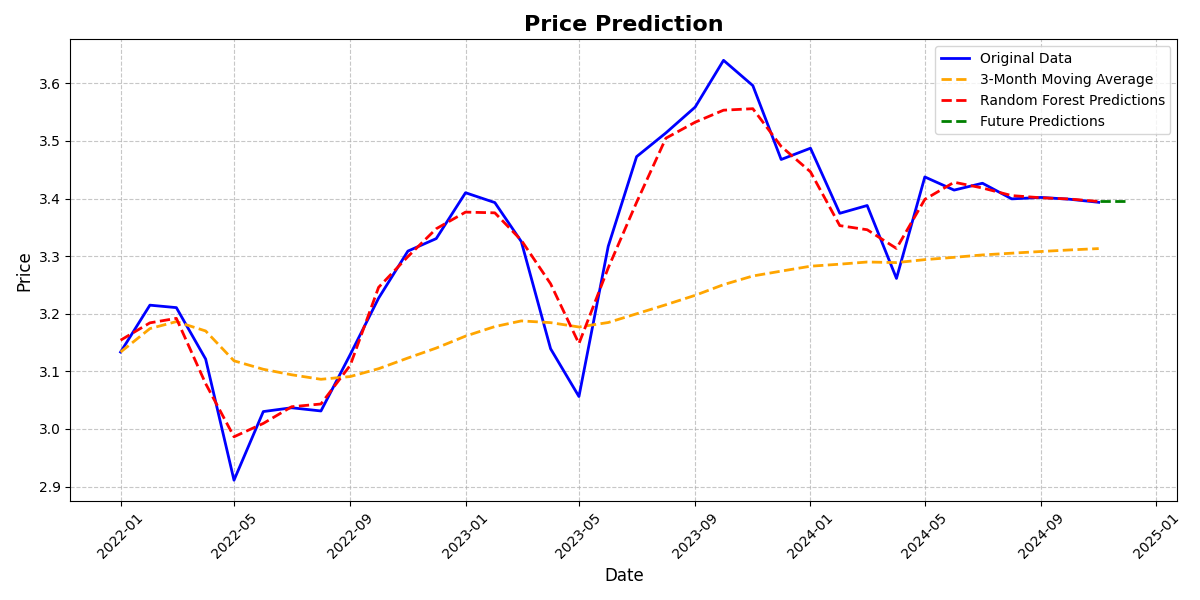 Price Prediction
Original Data
3-Month Moving Average
Random Forest Predictions
Future Predictions
Price
3.6
3.5
3.4
3.3
3.2
3.1
3.0
2.9
2022-01
2022-05
2022-09
2023-01
2023-05
2023-09
2024-01
2024-05
2024-09
2025-01
Date